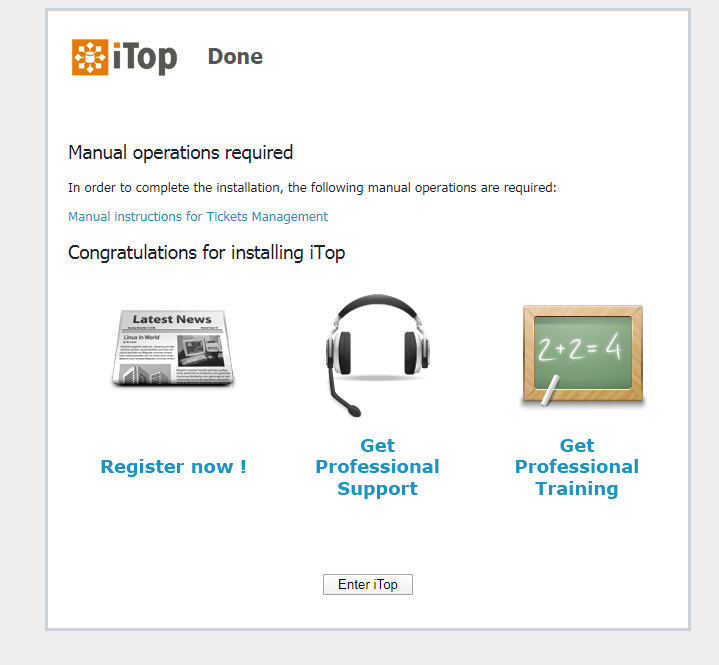 iTop Done
Manual operations required
In order to complete the installation, the following manual operations are required:
Manual instructions for Tickets Management
Congratulations for installing iTop
Latest News
Linux in World
2+2=4
Register now !
Get
Professional
Support
Get
Professional
Training
Enter iTop